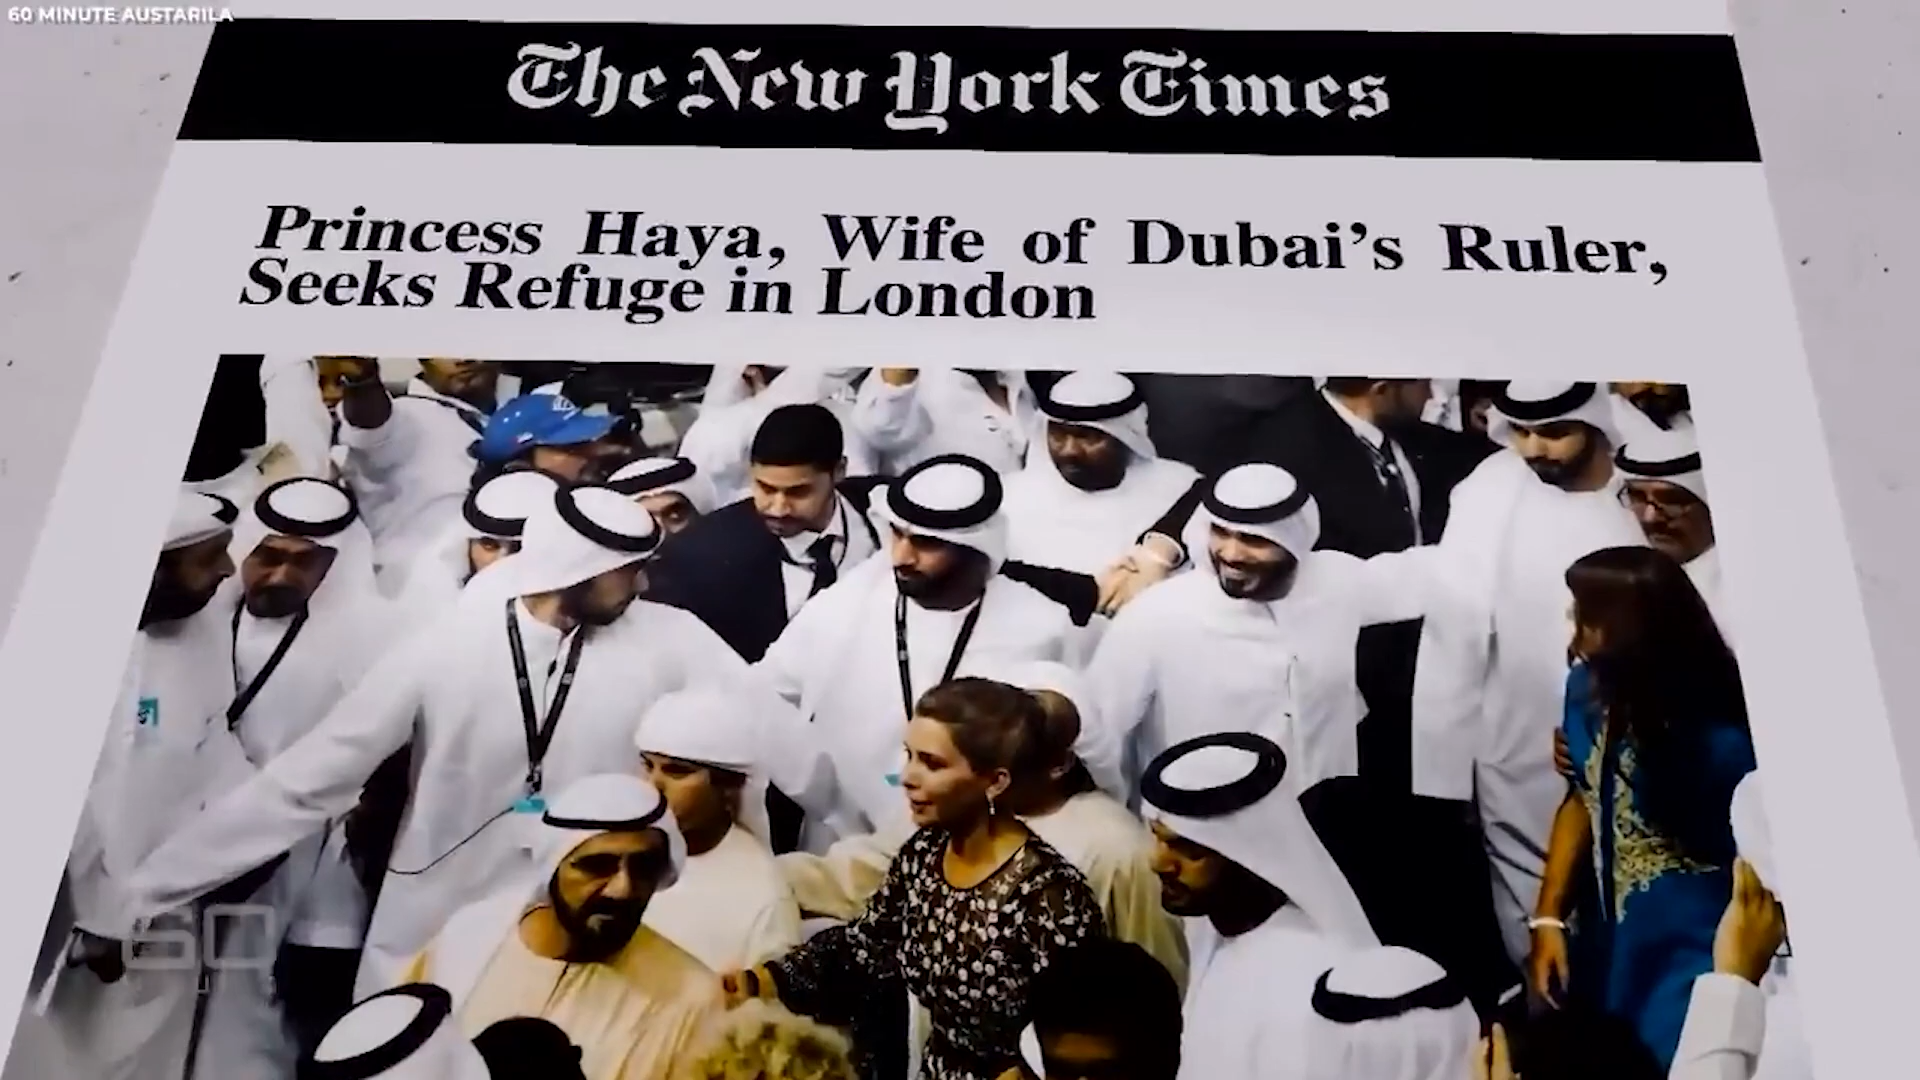 60 MINUTE AUSTARILA
The New York Times
Princess Haya, Wife of Dubai's Ruler,
Seeks Refuge in London
60